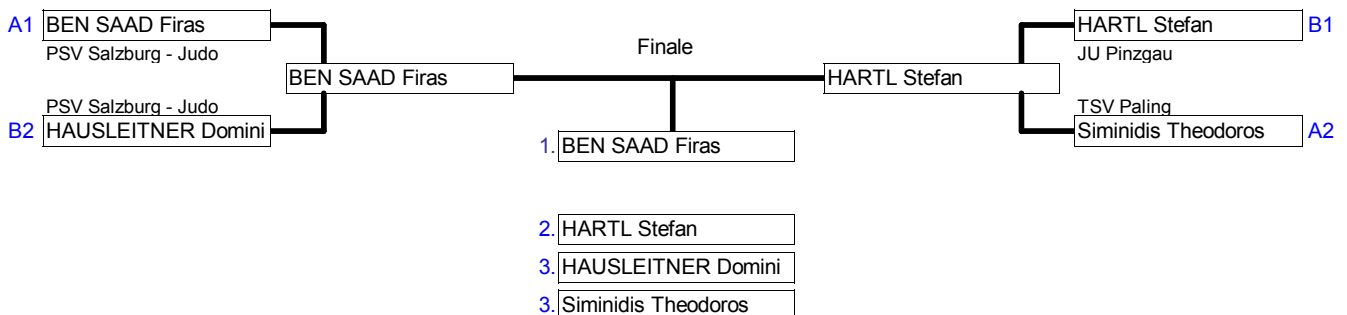 A1 BEN SAAD Firas
PSV Salzburg - Judo
PSV Salzburg - Judo
B2 HAUSLEITNER Domini
BEN SAAD Firas
Finale
HARTL Stefan
HARTL Stefan B1
JU Pinzgau
TSV Paling
Siminidis Theodoros A2
1. BEN SAAD Firas
2. HARTL Stefan
3. HAUSLEITNER Domini
3. Siminidis Theodoros